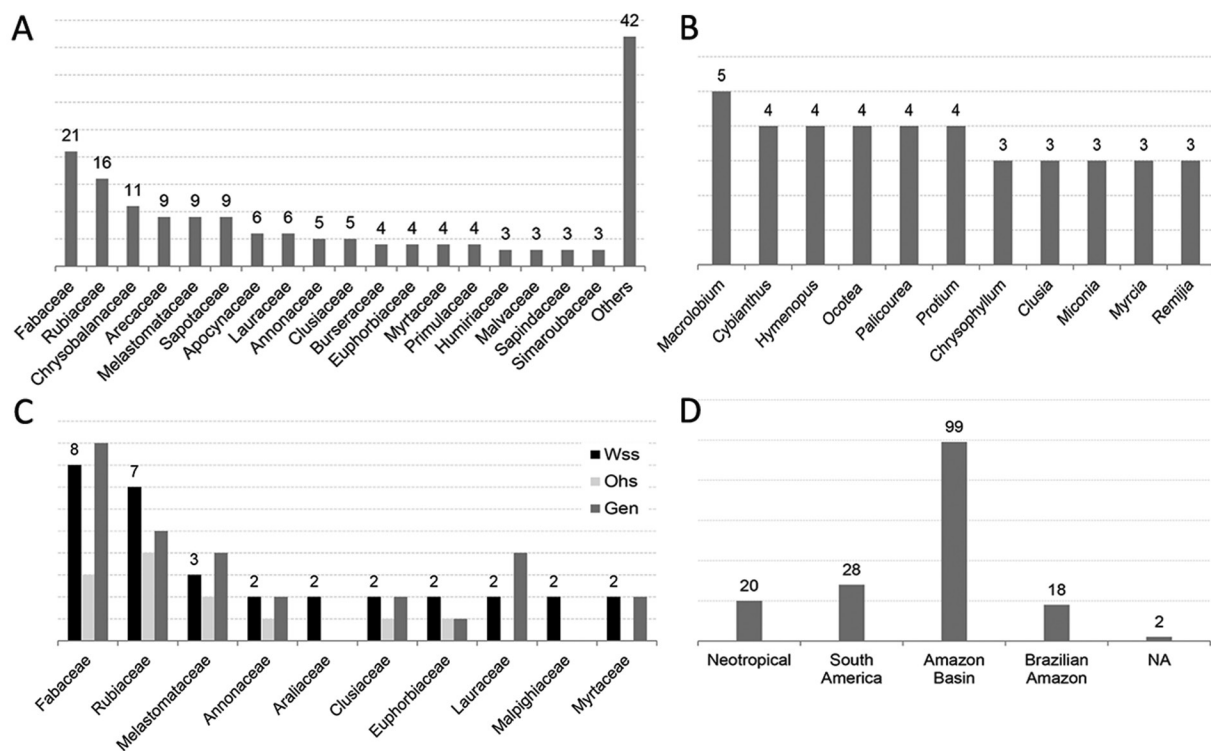 A
42
21
16
11
9
9
9
6
6
5
5
4
4
4
4
3
3
3
3
Fabaceae
Rubiaceae
Chrysobalanaceae
Arecaceae
Melastomataceae
Sapotaceae
Apocynaceae
Lauraceae
Annonaceae
Clusiaceae
Burseraceae
Euphorbiaceae
Myrtaceae
Primulaceae
Humiriaceae
Malvaceae
Sapindaceae
Simaroubaceae
Others
B
5
4
4
4
4
4
3
3
3
3
3
Macrolobium
Cybianthus
Hymenopus
Ocotea
Palicourea
Protium
Chrysophyllum
Clusia
Miconia
Myrcia
Remijia
C
8
7
3
2
2
2
2
2
2
2
Wss
Ohs
Gen
Fabaceae
Rubiaceae
Melastomataceae
Annonaceae
Araliaceae
Clusiaceae
Euphorbiaceae
Lauraceae
Malpighiaceae
Myrtaceae
D
20
28
99
18
2
Neotropical
South
America
Amazon
Basin
Brazilian
Amazon
NA